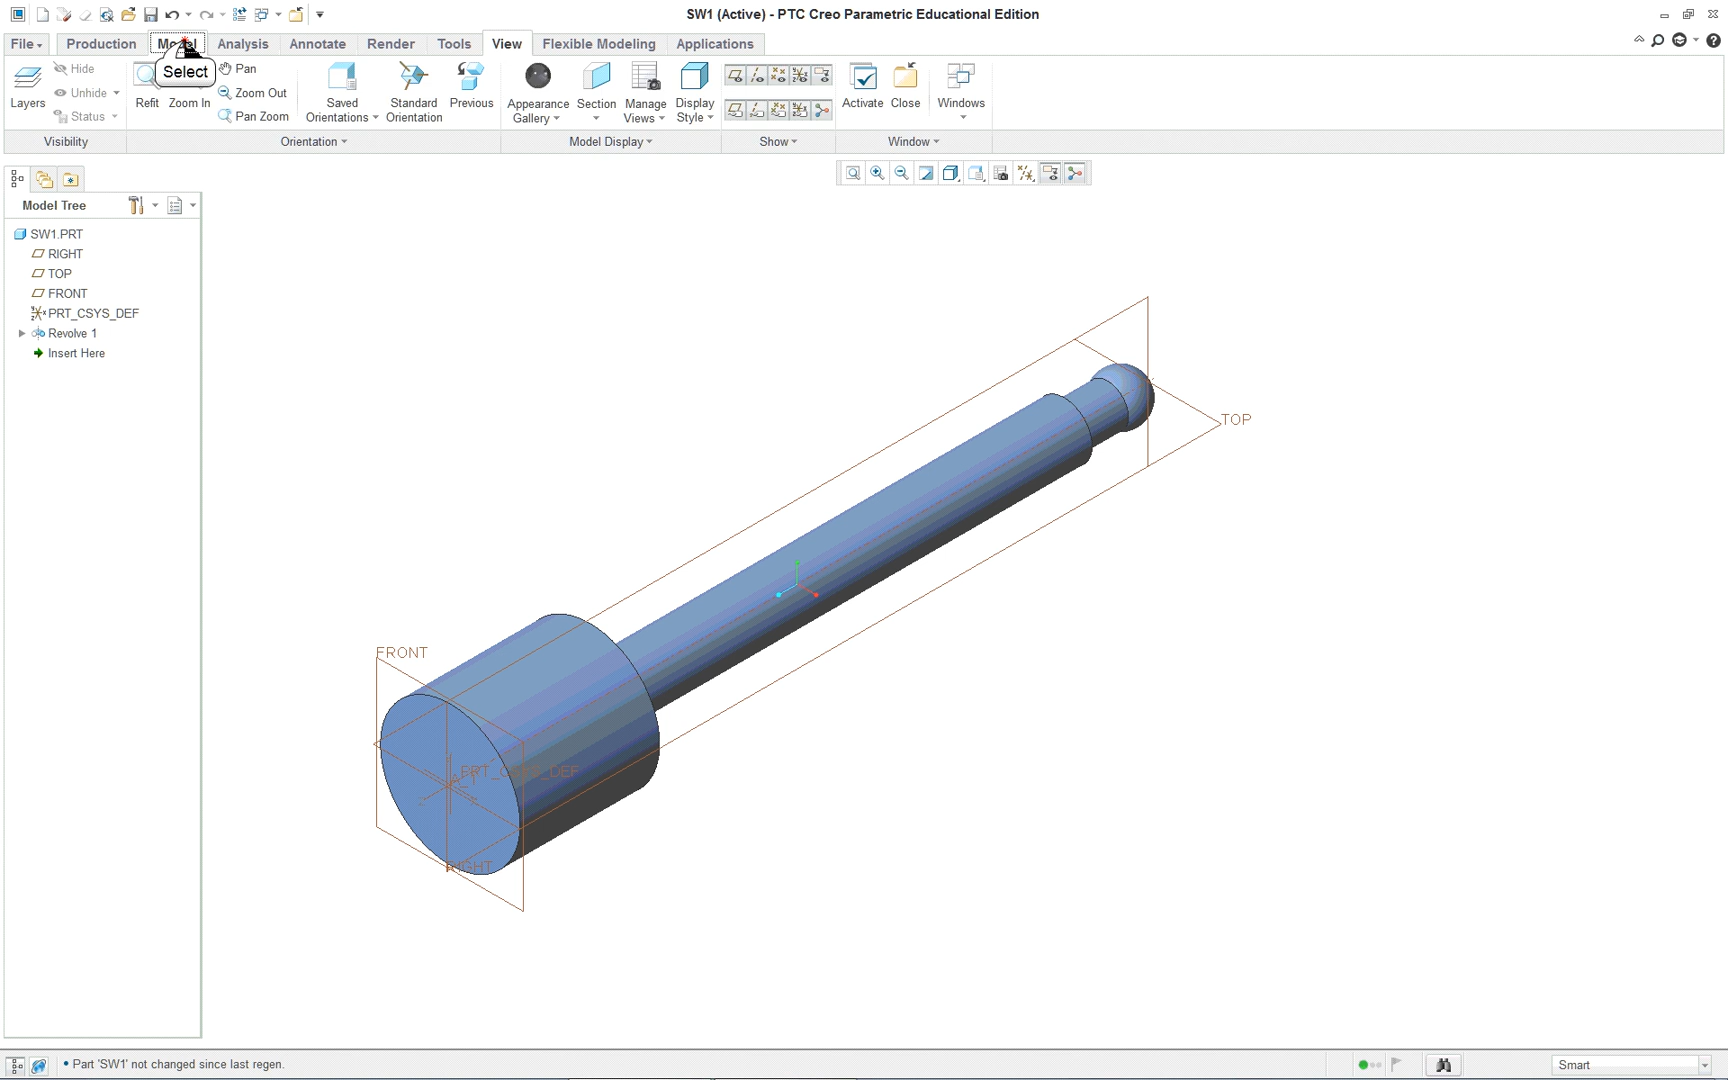 SW1 (Active) - PTC Creo Parametric Educational Edition
File Production Model Analysis Annotate Render Tools View Flexible Modeling Applications
Select
Layers
Hide
Unhide
Status
Refit
Zoom In
Pan
Zoom Out
Pan Zoom
Saved Orientations
Standard Orientation
Previous
Appearance Gallery
Section
Manage Views
Display Style
Activate
Close
Windows
Visibility Orientation Model Display Show Window
Model Tree
SW1.PRT
RIGHT
TOP
FRONT
PRT_CSYS_DEF
Revolve 1
Insert Here
TOP
FRONT
PRT_CSYS_DEF
RIGHT
• Part 'SW1' not changed since last regen.
Smart